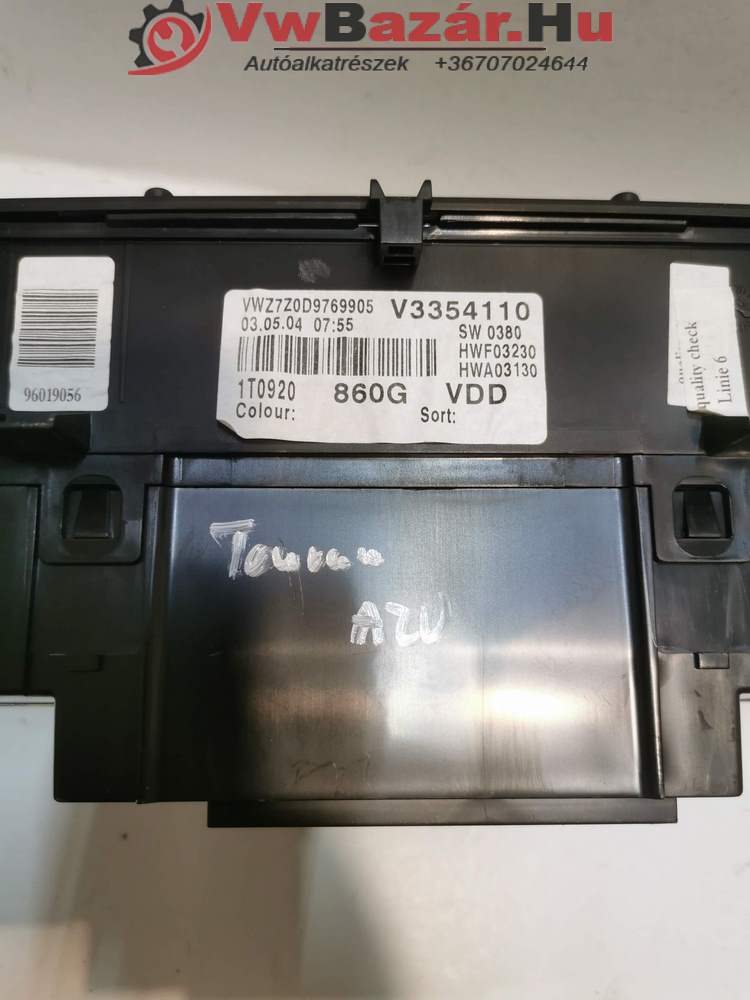 VwBazár.Hu
Autóalkatrészek +36707024644
VWZ7Z0D9769905 V3354110
03.05.04 07:55 SW 0380
HWF03230
HWA03130
1T0920 860G VDD
Colour: Sort:
96019056
quality check
Linie 6
Touran
AZV